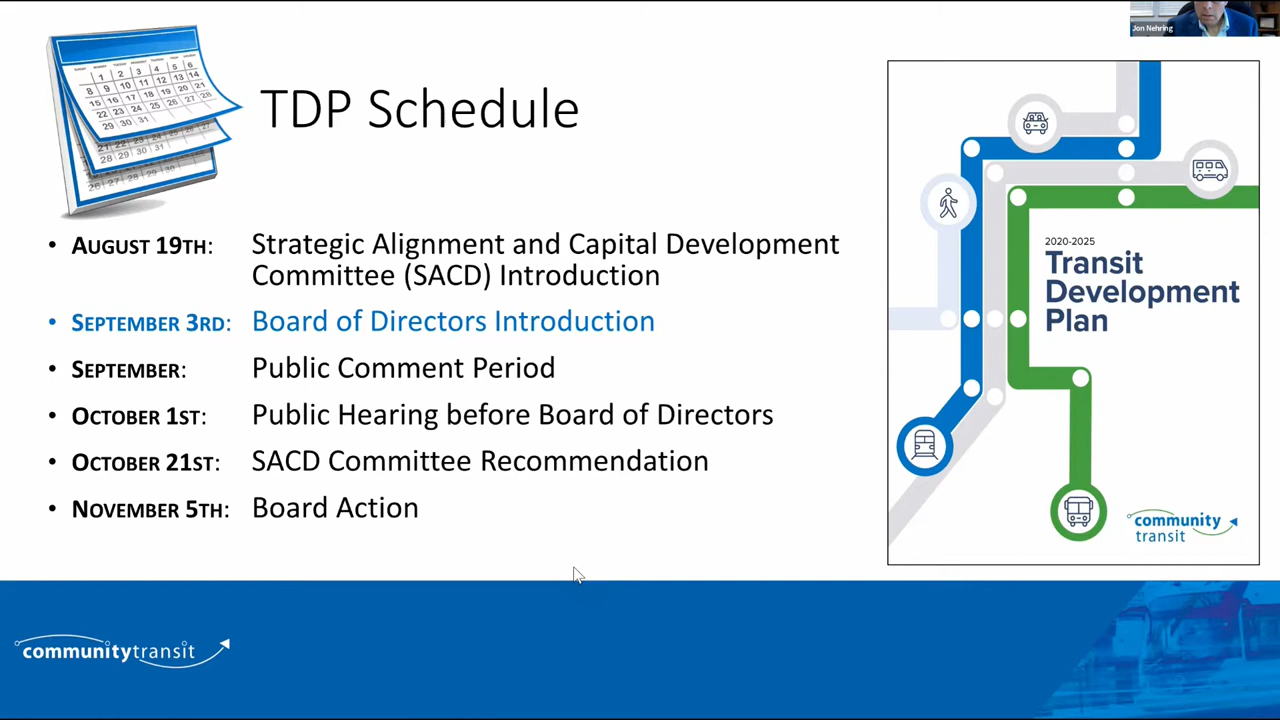 Jon Nehring
TDP Schedule
• AUGUST 19TH: Strategic Alignment and Capital Development
Committee (SACD) Introduction
• SEPTEMBER 3RD: Board of Directors Introduction
• SEPTEMBER: Public Comment Period
• OCTOBER 1ST: Public Hearing before Board of Directors
• OCTOBER 21ST: SACD Committee Recommendation
• NOVEMBER 5TH: Board Action
2020-2025
Transit
Development
Plan
community
transit
communitytransit